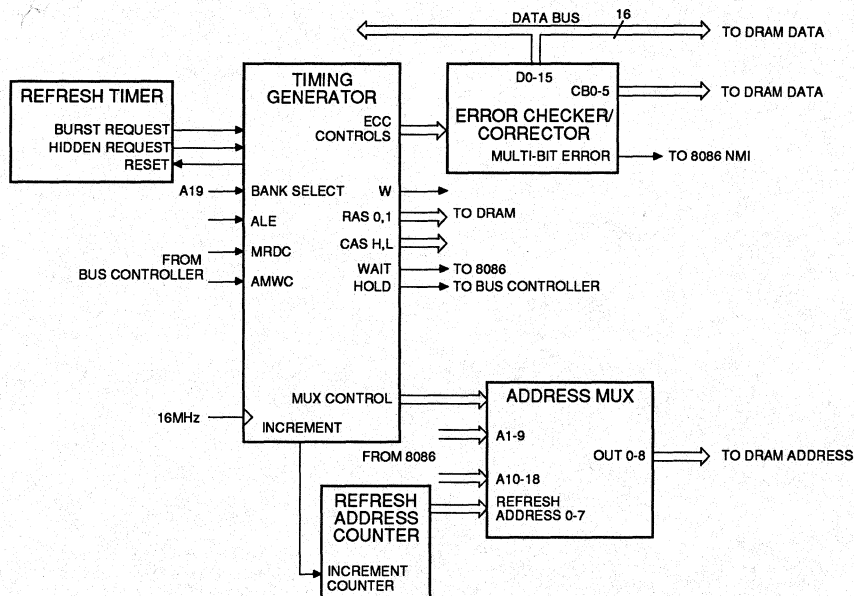 DATA BUS
16
TO DRAM DATA
D0-15
CB0-5
TO DRAM DATA
ERROR CHECKER/
CORRECTOR
MULTI-BIT ERROR
TO 8086 NMI
REFRESH TIMER
BURST REQUEST
HIDDEN REQUEST
RESET
TIMING
GENERATOR
ECC
CONTROLS
A19
BANK SELECT
W
ALE
RAS 0,1
TO DRAM
FROM
BUS CONTROLLER
MRDC
CAS H,L
AMWC
WAIT
TO 8086
HOLD
TO BUS CONTROLLER
MUX CONTROL
16MHz
INCREMENT
ADDRESS MUX
A1-9
FROM 8086
OUT 0-8
TO DRAM ADDRESS
A10-18
REFRESH
ADDRESS 0-7
REFRESH
ADDRESS
COUNTER
INCREMENT
COUNTER